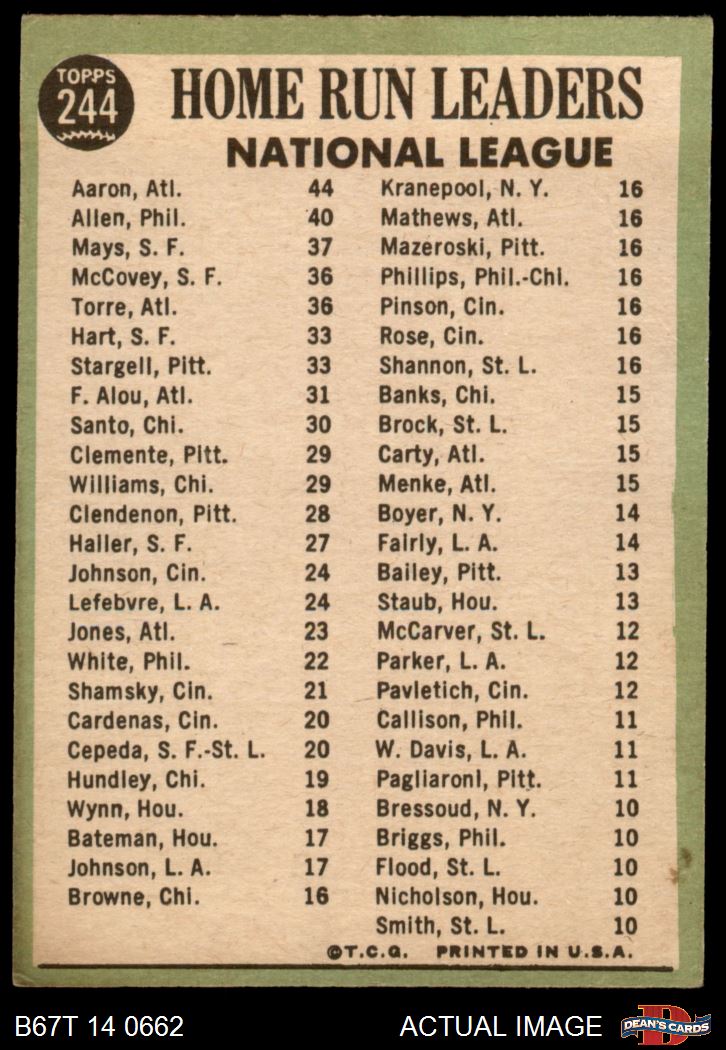 TOPPS
244
HOME RUN LEADERS
NATIONAL LEAGUE
Aaron, Atl. 44
Allen, Phil. 40
Mays, S. F. 37
McCovey, S. F. 36
Torre, Atl. 36
Hart, S. F. 33
Stargell, Pitt. 33
F. Alou, Atl. 31
Santo, Chi. 30
Clemente, Pitt. 29
Williams, Chi. 29
Clendenon, Pitt. 28
Haller, S. F. 27
Johnson, Cin. 24
Lefebvre, L. A. 24
Jones, Atl. 23
White, Phil. 22
Shamsky, Cin. 21
Cardenas, Cin. 20
Cepeda, S. F.-St. L. 20
Hundley, Chi. 19
Wynn, Hou. 18
Bateman, Hou. 17
Johnson, L. A. 17
Browne, Chi. 16
Kranepool, N. Y. 16
Mathews, Atl. 16
Mazeroski, Pitt. 16
Phillips, Phil.-Chi. 16
Pinson, Cin. 16
Rose, Cin. 16
Shannon, St. L. 16
Banks, Chi. 15
Brock, St. L. 15
Carty, Atl. 15
Menke, Atl. 15
Boyer, N. Y. 14
Fairly, L. A. 14
Bailey, Pitt. 13
Staub, Hou. 13
McCarver, St. L. 12
Parker, L. A. 12
Pavletich, Cin. 12
Callison, Phil. 11
W. Davis, L. A. 11
Pagliaroni, Pitt. 11
Bressoud, N. Y. 10
Briggs, Phil. 10
Flood, St. L. 10
Nicholson, Hou. 10
Smith, St. L. 10
©T.C.G. PRINTED IN U.S.A.
B67T 14 0662 ACTUAL IMAGE
D
DEAN'S CARDS